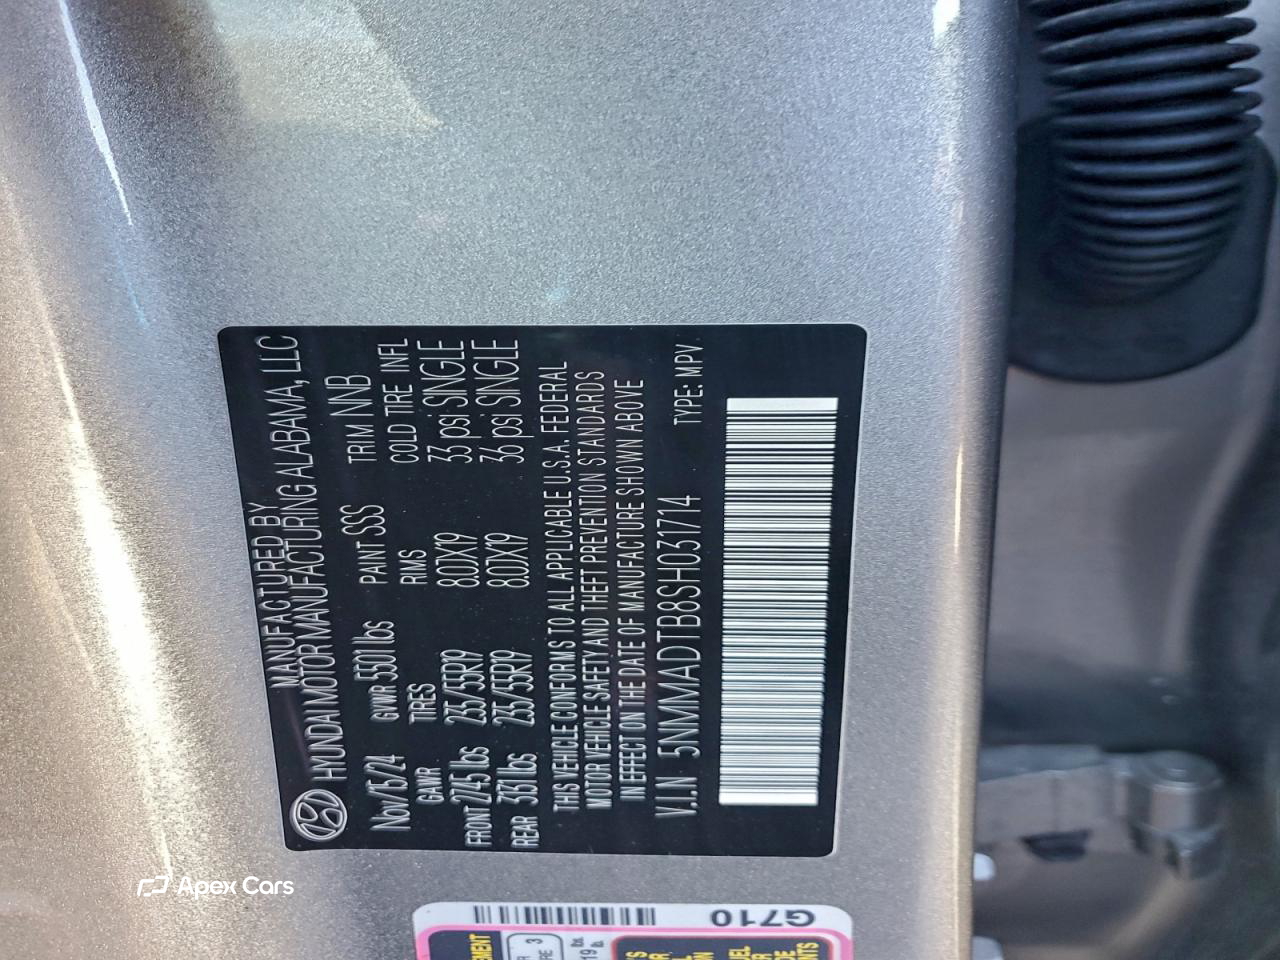 MANUFACTURED BY
HYUNDAI MOTOR MANUFACTURING ALABAMA, LLC
Nov/15/24 GVWR 5501 lbs PAINT SSS TRIM NNB
GAWR TIRES RIMS COLD TIRE INFL
FRONT 2745 lbs 235/55R19 8.0JX19 33 psi SINGLE
REAR 3311 lbs 235/55R19 8.0JX19 36 psi SINGLE
THIS VEHICLE CONFORMS TO ALL APPLICABLE U.S.A. FEDERAL
MOTOR VEHICLE SAFETY AND THEFT PREVENTION STANDARDS
IN EFFECT ON THE DATE OF MANUFACTURE SHOWN ABOVE
V.I.N 5NMMADTB8SH031714 TYPE: MPV.
G710
Apex Cars